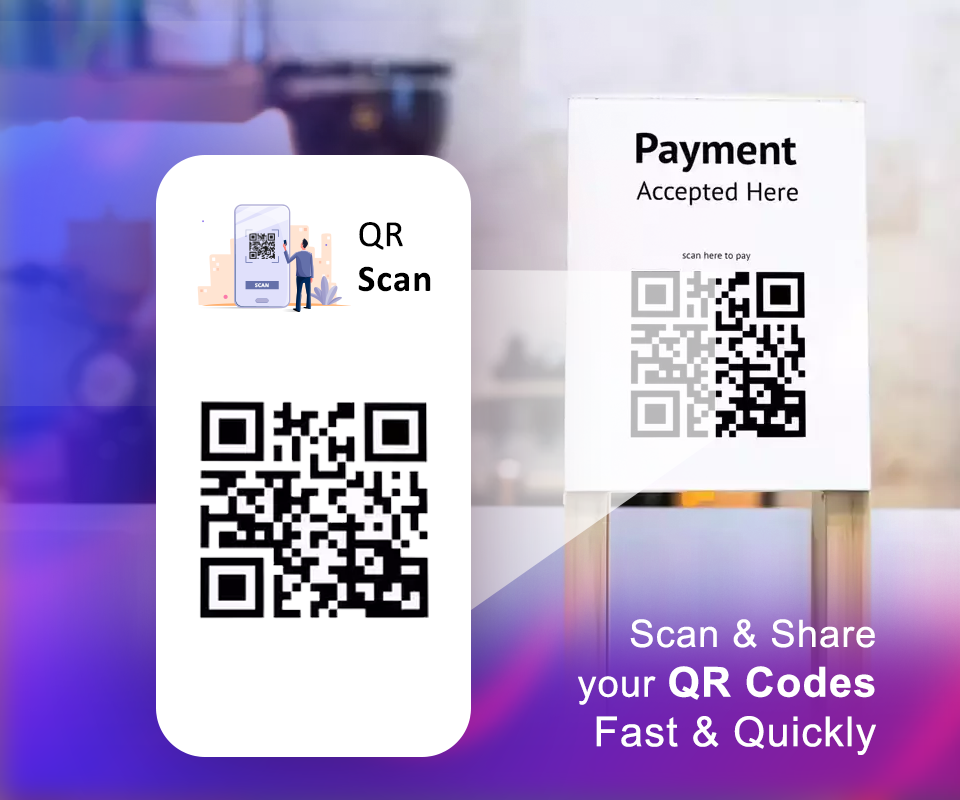 Payment
Accepted Here
scan here to pay
QR
Scan
SCAN
Scan & Share
your QR Codes
Fast & Quickly